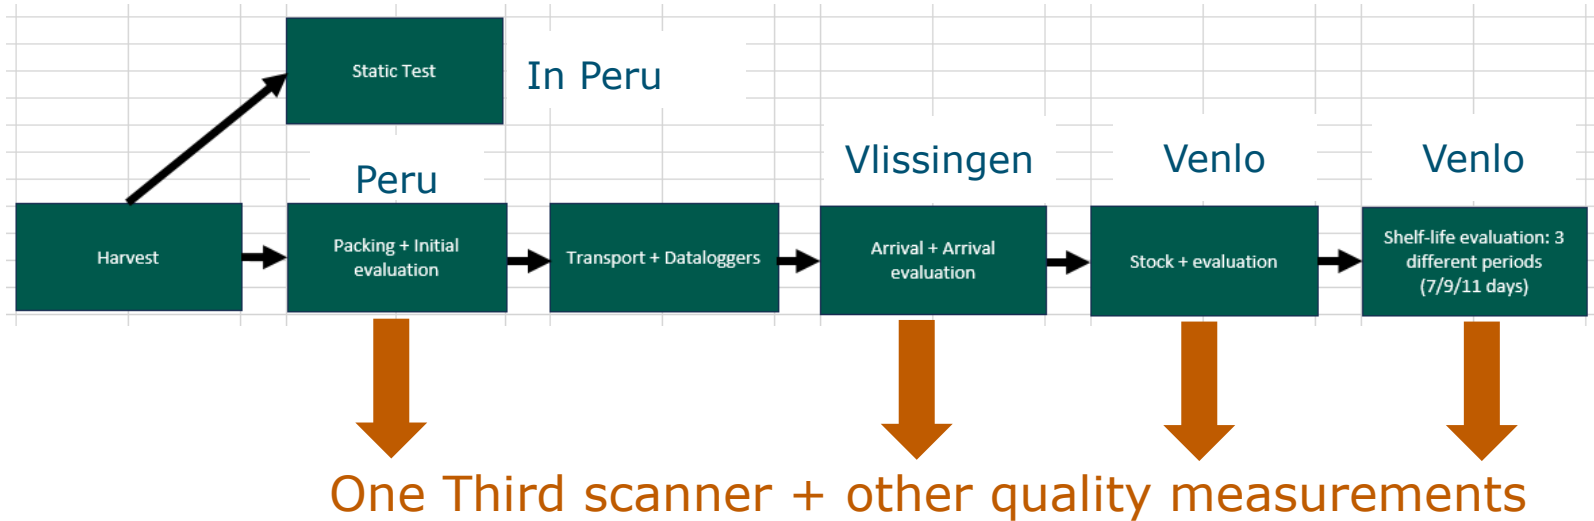 Static Test
In Peru
Peru
Vlissingen
Venlo
Venlo
Harvest
Packing + Initial
evaluation
Transport + Dataloggers
Arrival + Arrival
evaluation
Stock + evaluation
Shelf-life evaluation: 3
different periods
(7/9/11 days)
One Third scanner + other quality measurements